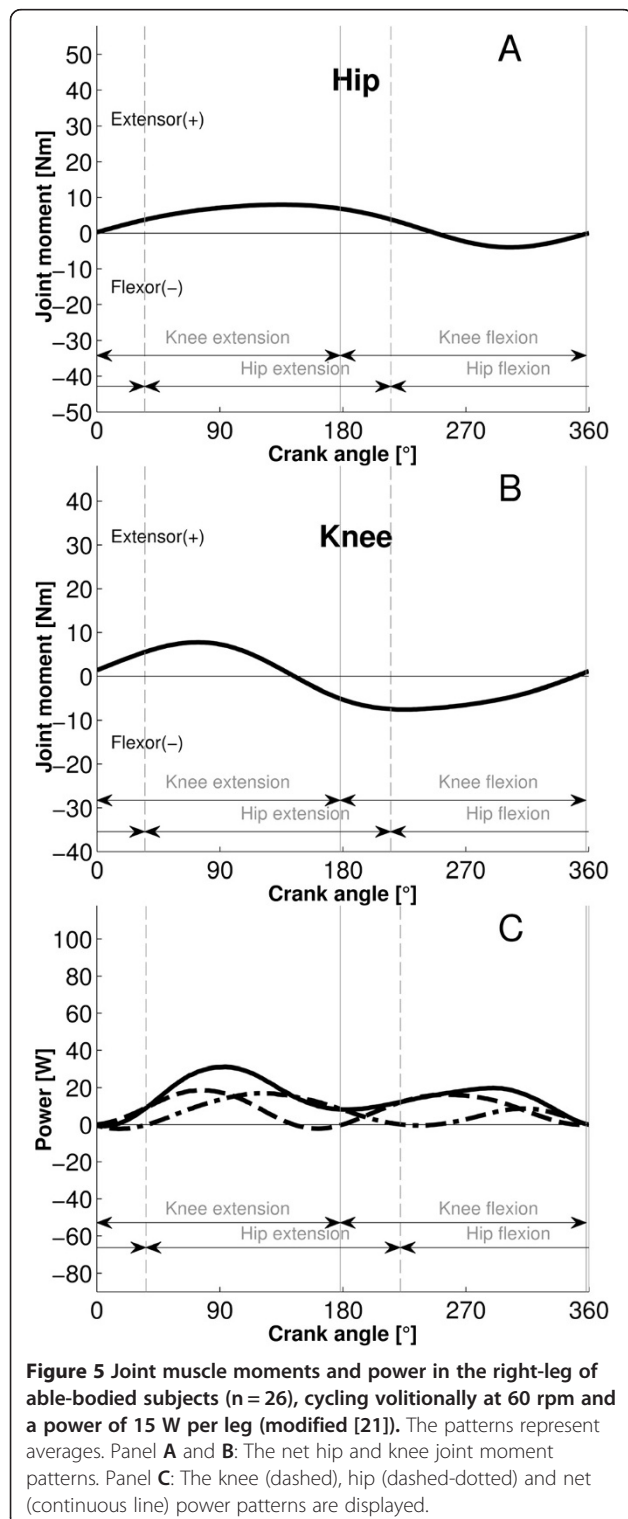 A
Hip
50
40
30
20
10
0
−10
−20
−30
−40
−50
Joint moment [Nm]
Extensor(+)
Flexor(−)
Knee extension
Knee flexion
Hip extension
Hip flexion
0
90
180
270
360
Crank angle [°]
B
Knee
40
30
20
10
0
−10
−20
−30
−40
Joint moment [Nm]
Extensor(+)
Flexor(−)
Knee extension
Knee flexion
Hip extension
Hip flexion
0
90
180
270
360
Crank angle [°]
C
100
80
60
40
20
0
−20
−40
−60
−80
Power [W]
Knee extension
Knee flexion
Hip extension
Hip flexion
0
90
180
270
360
Crank angle [°]
Figure 5 Joint muscle moments and power in the right-leg of
able-bodied subjects (n = 26), cycling volitionally at 60 rpm and
a power of 15 W per leg (modified [21]). The patterns represent
averages. Panel A and B: The net hip and knee joint moment
patterns. Panel C: The knee (dashed), hip (dashed-dotted) and net
(continuous line) power patterns are displayed.